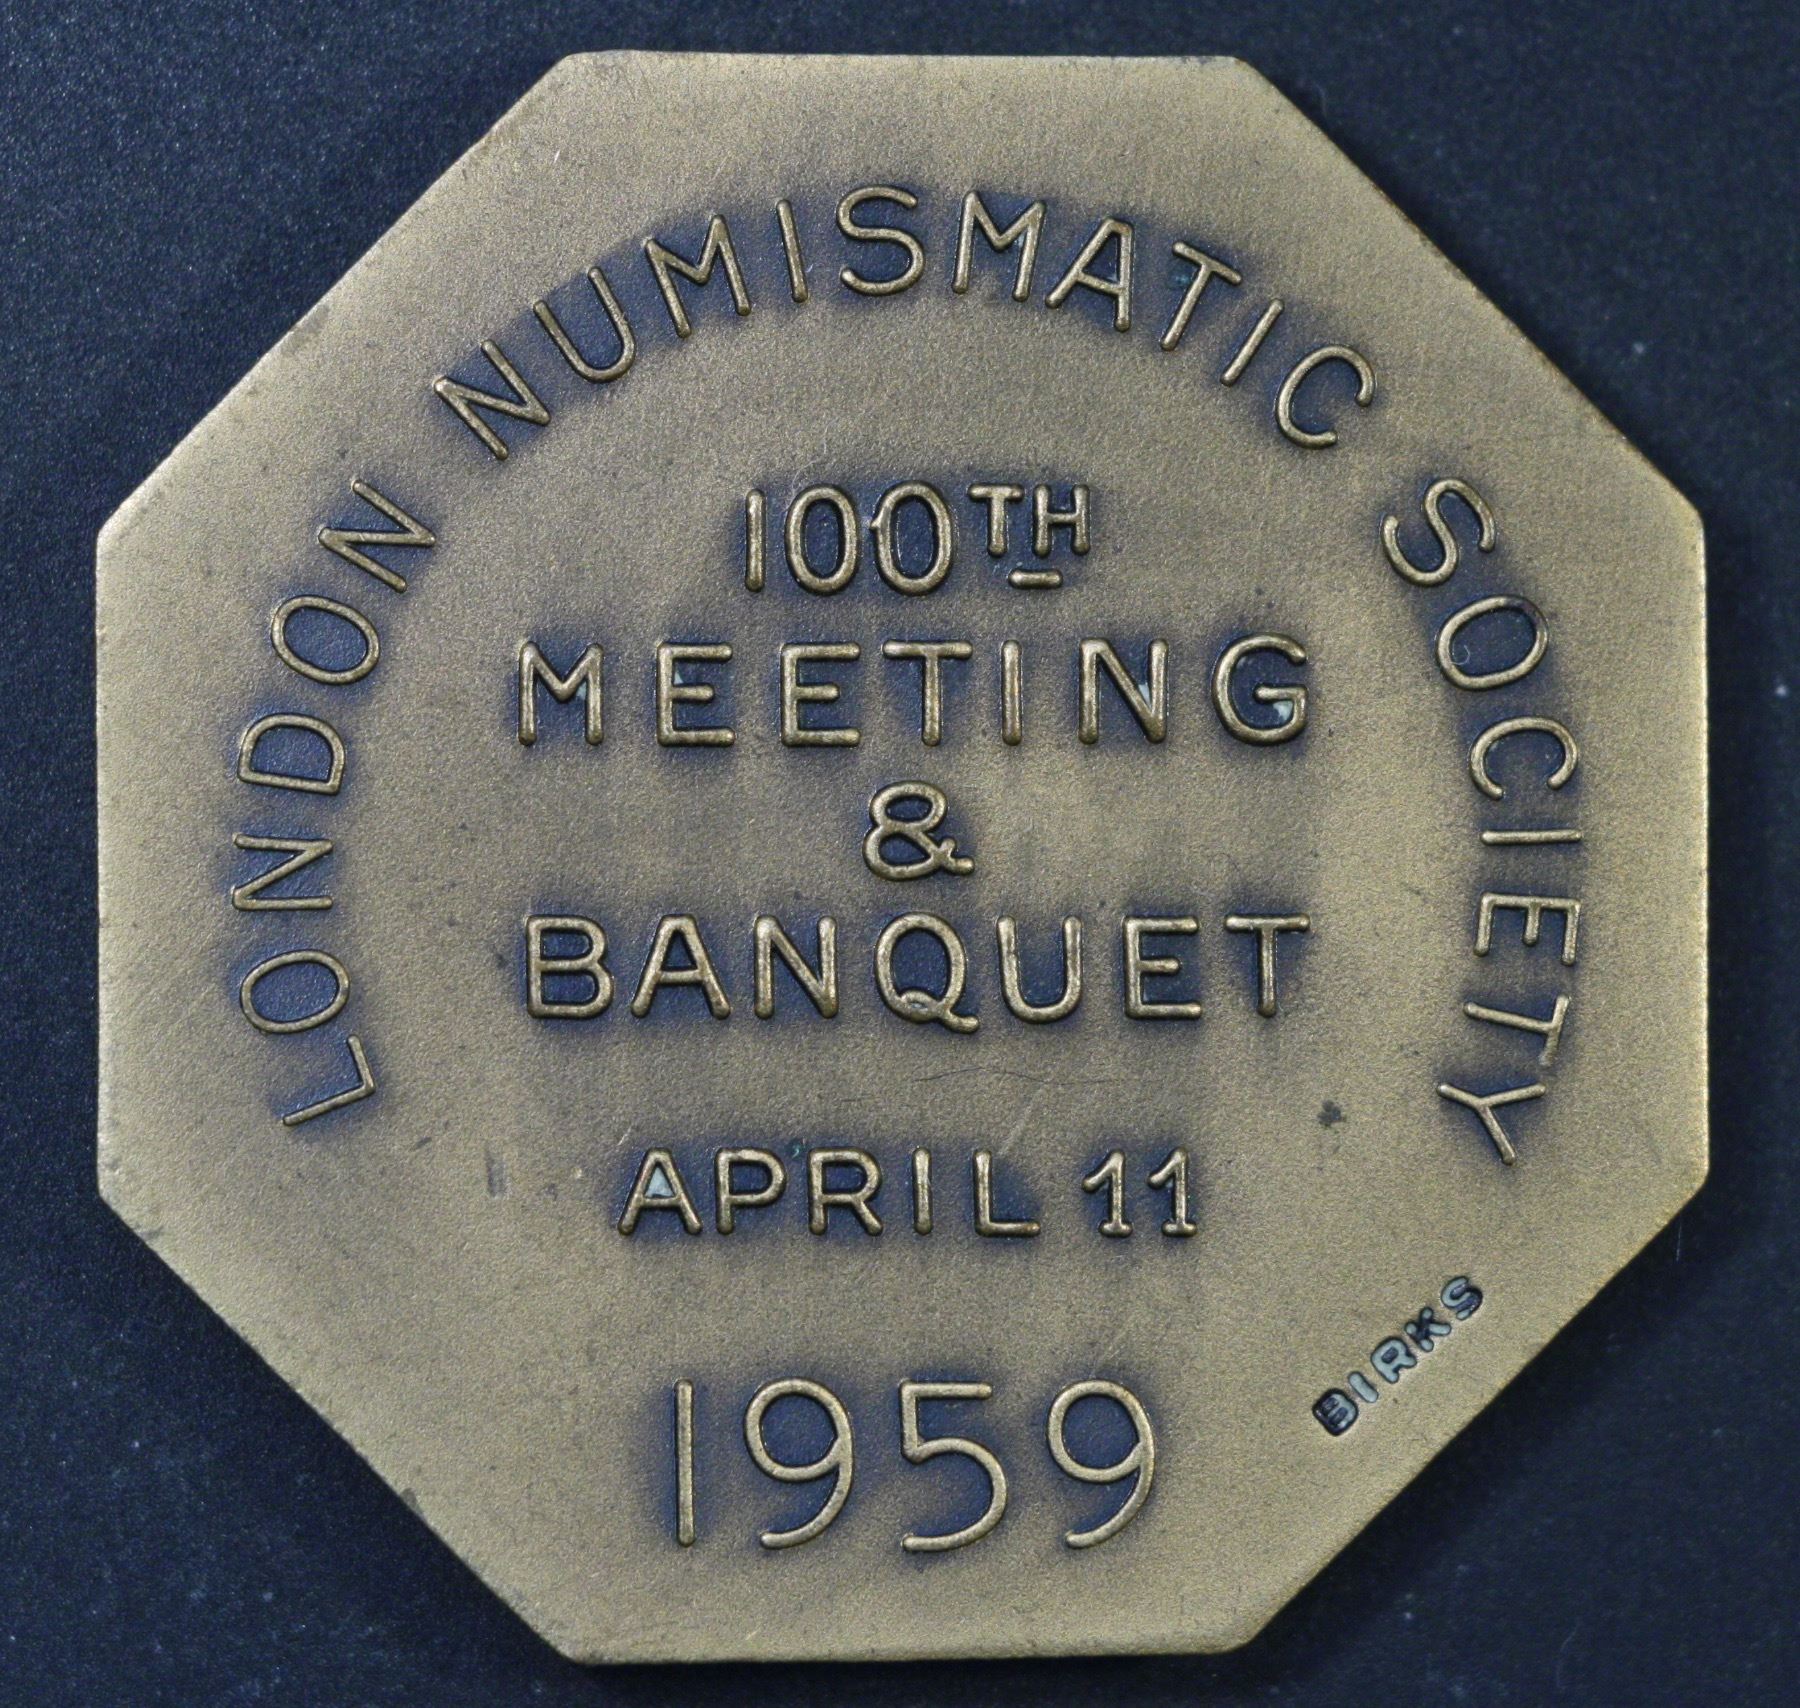 LONDON NUMISMATIC SOCIETY
100TH
MEETING
&
BANQUET
APRIL 11
1959
BIRKS